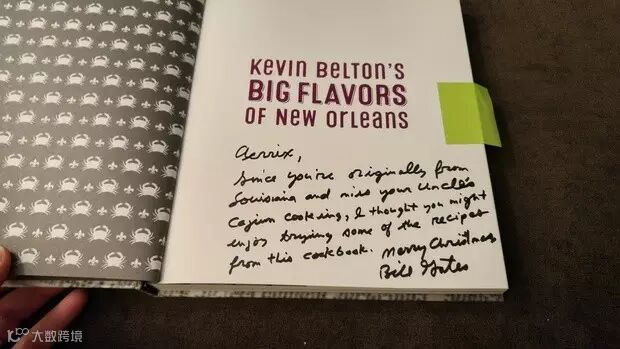 Kevin Belton's
BIG FLAVORS
OF New Orleans
Aerrix,
Since you're originally from
Louisiana and miss your Uncle's
Cajun cooking, I thought you might
enjoy trying some of the recipes
from this cookbook. Merry Christmas
Bill Gates
大数跨境